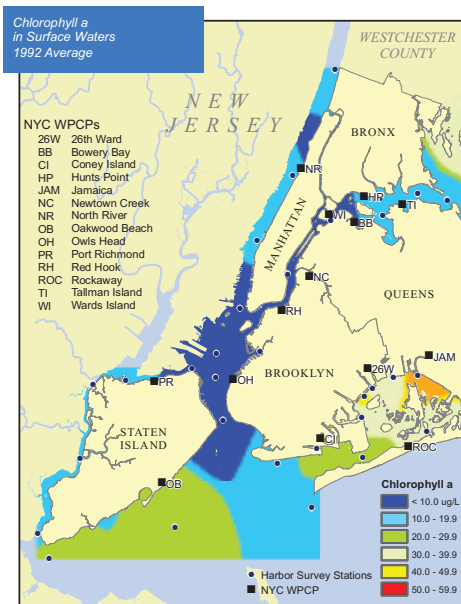 Chlorophyll a
in Surface Waters
1992 Average
WESTCHESTER
COUNTY
NEW
JERSEY
BRONX
NYC WPCPs
26W 26th Ward
BB Bowery Bay
CI Coney Island
HP Hunts Point
JAM Jamaica
NC Newtown Creek
NR North River
OB Oakwood Beach
OH Owls Head
PR Port Richmond
RH Red Hook
ROC Rockaway
TI Tallman Island
WI Wards Island
NR
HP
TI
WI
BB
MANHATTAN
NC
QUEENS
RH
JAM
26W
BROOKLYN
PR
OH
STATEN
ISLAND
CI
ROC
OB
Chlorophyll a
< 10.0 ug/L
10.0 - 19.9
20.0 - 29.9
30.0 - 39.9
40.0 - 49.9
50.0 - 59.9
Harbor Survey Stations
NYC WPCP